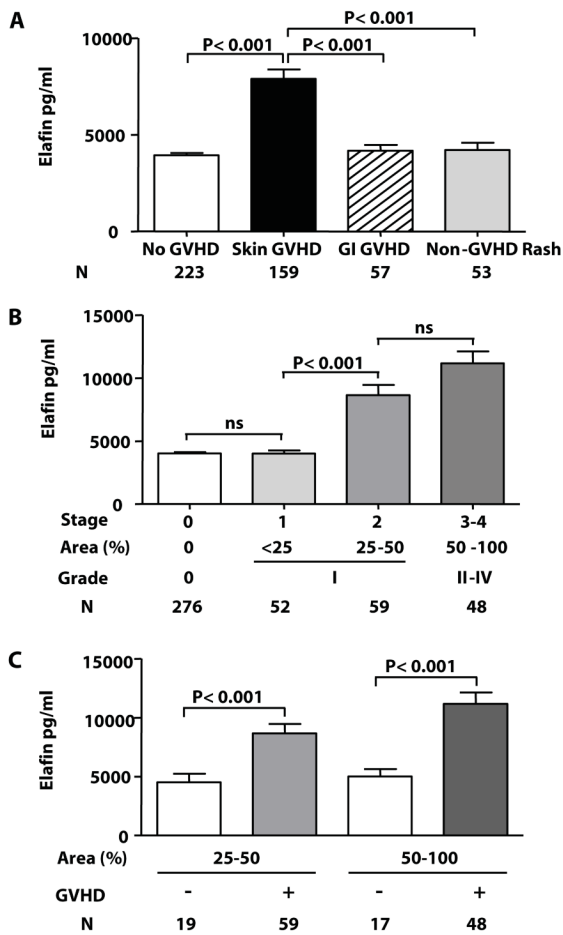 A
P< 0.001
P< 0.001 P< 0.001
Elafin pg/ml
10000
5000
0
No GVHD Skin GVHD GI GVHD Non-GVHD Rash
N 223 159 57 53
B
Elafin pg/ml
15000
10000
5000
0
ns
P< 0.001
ns
Stage 0 1 2 3-4
Area (%) 0 <25 25-50 50-100
Grade 0 I II-IV
N 276 52 59 48
C
Elafin pg/ml
15000
10000
5000
0
P< 0.001
P< 0.001
Area (%) 25-50 50-100
GVHD - + - +
N 19 59 17 48